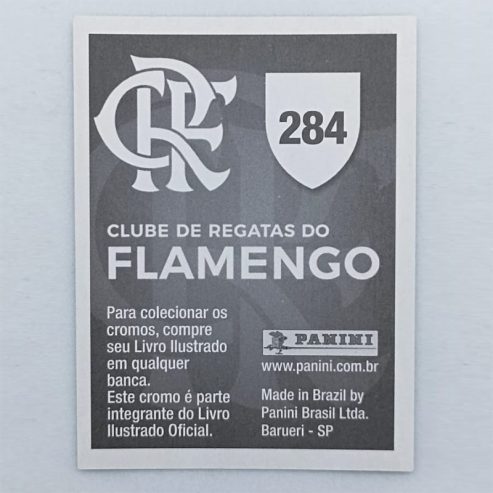 CRF
284
CLUBE DE REGATAS DO
FLAMENGO
Para colecionar os
cromos, compre
seu Livro Ilustrado
em qualquer
banca.
Este cromo é parte
integrante do Livro
Ilustrado Oficial.
PANINI
www.panini.com.br
Made in Brazil by
Panini Brasil Ltda.
Barueri - SP